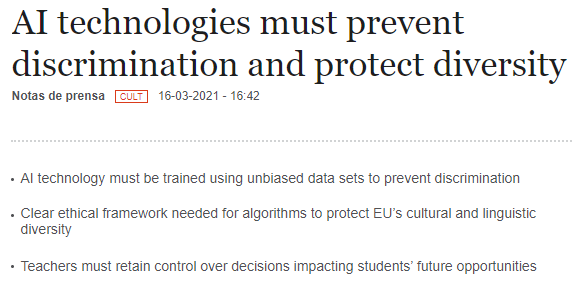 AI technologies must prevent
discrimination and protect diversity
Notas de prensa CULT 16-03-2021 - 16:42
• AI technology must be trained using unbiased data sets to prevent discrimination
• Clear ethical framework needed for algorithms to protect EU’s cultural and linguistic
diversity
• Teachers must retain control over decisions impacting students’ future opportunities